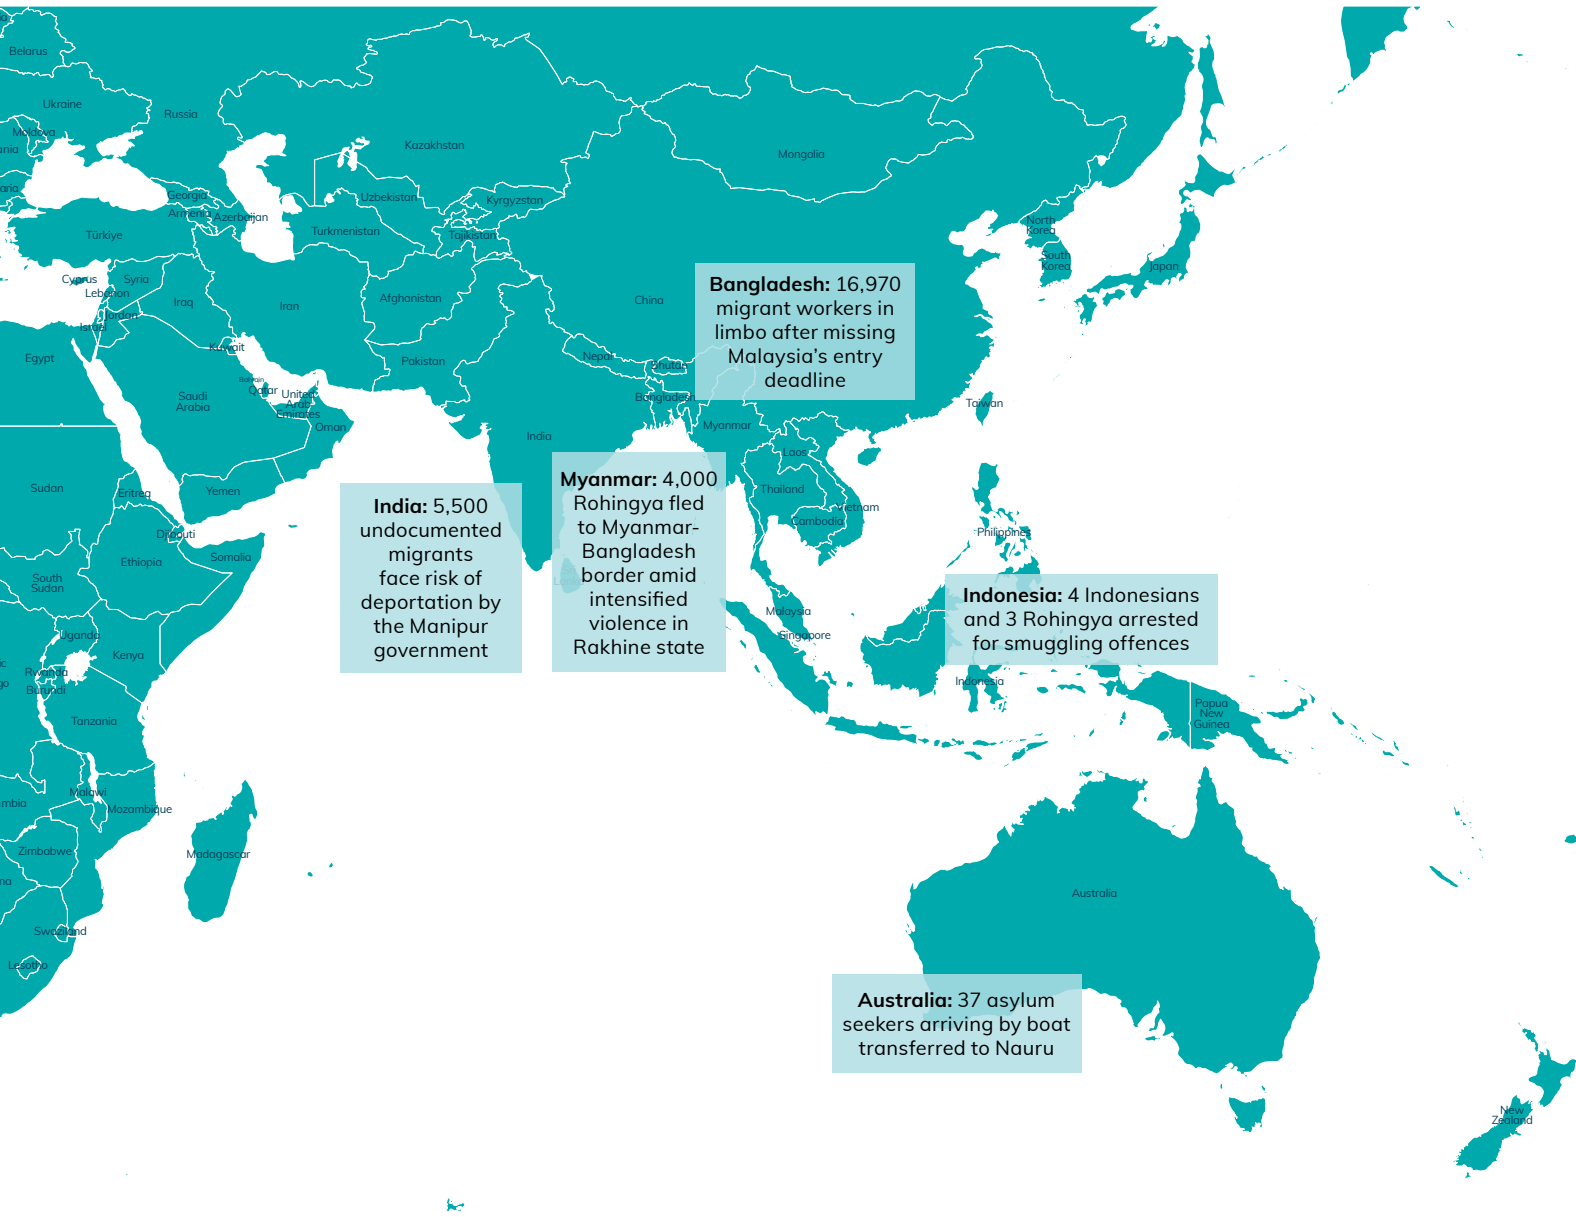 Belarus
Ukraine
Russia
Moldova
Kazakhstan
Mongolia
Georgia
Uzbekistan
Kyrgyzstan
Armenia
Azerbaijan
Türkiye
Turkmenistan
Tajikistan
North
Korea
South
Korea
Japan
Cyprus
Syria
Lebanon
Iraq
Iran
Afghanistan
China
Jordan
Israel
Kuwait
Egypt
Pakistan
Nepal
Bhutan
Bahrain
Qatar
Saudi
Arabia
United
Arab
Emirates
Oman
Bangladesh
Taiwan
India
Myanmar
Laos
Bangladesh: 16,970
migrant workers in
limbo after missing
Malaysia's entry
deadline
Sudan
Eritrea
Yemen
Thailand
Vietnam
Cambodia
Philippines
Djibouti
Ethiopia
Somalia
South
Sudan
India: 5,500
undocumented
migrants
face risk of
deportation by
the Manipur
government
Myanmar: 4,000
Rohingya fled
to Myanmar-
Bangladesh
border amid
intensified
violence in
Rakhine state
Malaysia
Singapore
Indonesia: 4 Indonesians
and 3 Rohingya arrested
for smuggling offences
Indonesia
Uganda
Kenya
Rwanda
Burundi
Tanzania
Papua
New
Guinea
Malawi
Mozambique
Zimbabwe
Madagascar
Australia
Swaziland
Lesotho
Australia: 37 asylum
seekers arriving by boat
transferred to Nauru
New
Zealand